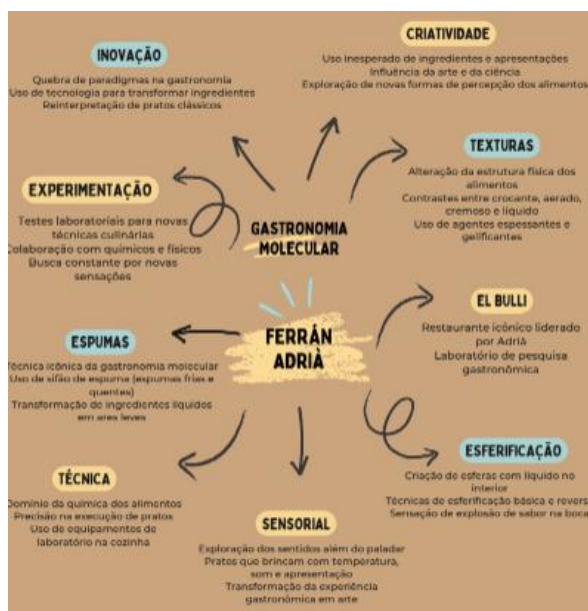 INOVAÇÃO
Quebra de paradigmas na gastronomia
Uso de tecnologia para transformar ingredientes
Reinterpretação de pratos clássicos
CRIATIVIDADE
Uso inesperado de ingredientes e apresentações
Influência da arte e da ciência
Exploração de novas formas de percepção dos alimentos
TEXTURAS
Alteração da estrutura física dos
alimentos
Contrastes entre crocante, aerado,
cremoso e líquido
Uso de agentes espessantes e
gelificantes
EXPERIMENTAÇÃO
Testes laboratoriais para novas
técnicas culinárias
Colaboração com químicos e físicos
Busca constante por novas
sensações
GASTRONOMIA
MOLECULAR
EL BULLI
Restaurante icônico liderado
por Adrià
Laboratório de pesquisa
gastronômica
FERRÁN
ADRIÀ
ESPUMAS
Técnica icônica da gastronomia molecular
Uso de sifão de espuma (espumas frias e
quentes)
Transformação de ingredientes líquidos
em ares leves
ESFERIFICAÇÃO
Criação de esferas com líquido no
interior
Técnicas de esferificação básica e revers
Sensação de explosão de sabor na boca
TÉCNICA
Domínio da química dos alimentos
Precisão na execução de pratos
Uso de equipamentos de
laboratório na cozinha
SENSORIAL
Exploração dos sentidos além do paladar
Pratos que brincam com temperatura,
som e apresentação
Transformação da experiência
gastronômica em arte